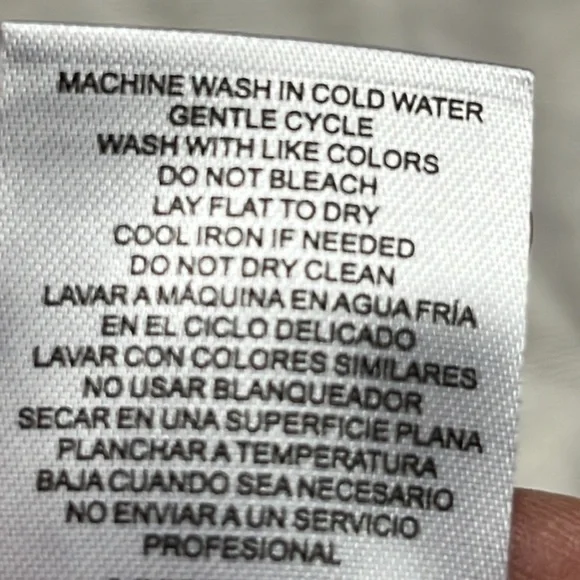 MACHINE WASH IN COLD WATER
GENTLE CYCLE
WASH WITH LIKE COLORS
DO NOT BLEACH
LAY FLAT TO DRY
COOL IRON IF NEEDED
DO NOT DRY CLEAN
LAVAR A MÁQUINA EN AGUA FRÍA
EN EL CICLO DELICADO
LAVAR CON COLORES SIMILARES
NO USAR BLANQUEADOR
SECAR EN UNA SUPERFICIE PLANA
PLANCHAR A TEMPERATURA
BAJA CUANDO SEA NECESARIO
NO ENVIAR A UN SERVICIO
PROFESIONAL